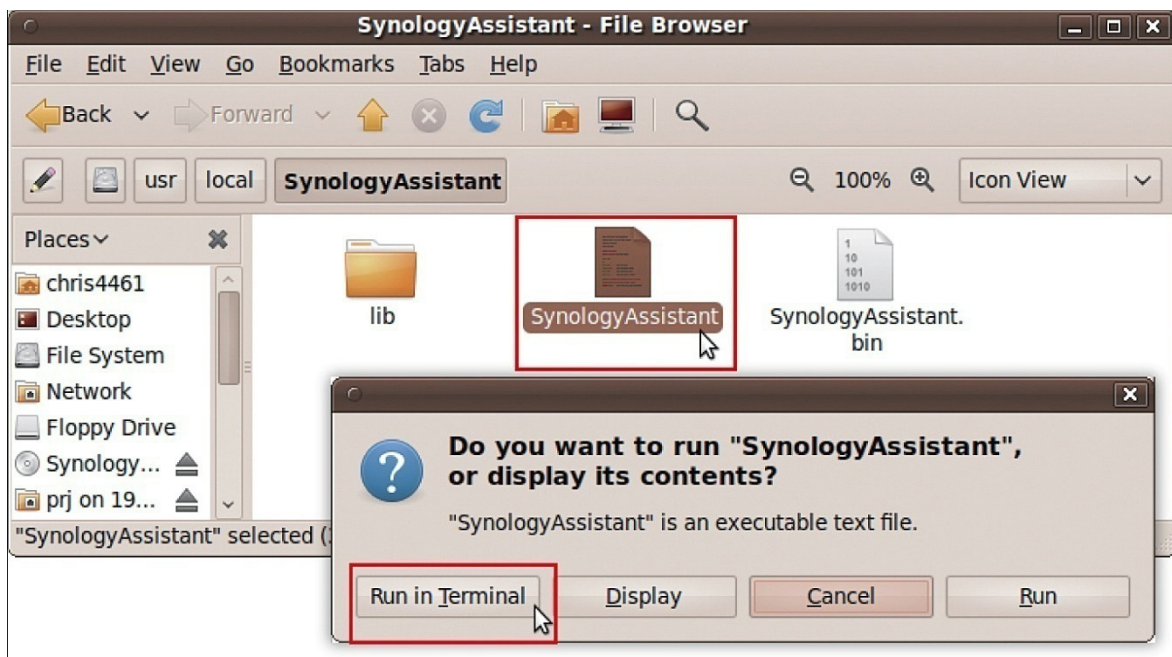 SynologyAssistant - File Browser
File Edit View Go Bookmarks Tabs Help
Back Forward
usr local SynologyAssistant 100% Icon View
Places
chris4461
Desktop
File System
Network
Floppy Drive
Synology...
prj on 19...
lib
SynologyAssistant
1
10
101
1010
SynologyAssistant.
bin
"SynologyAssistant" selected (
Do you want to run "SynologyAssistant",
or display its contents?
"SynologyAssistant" is an executable text file.
Run in Terminal Display Cancel Run